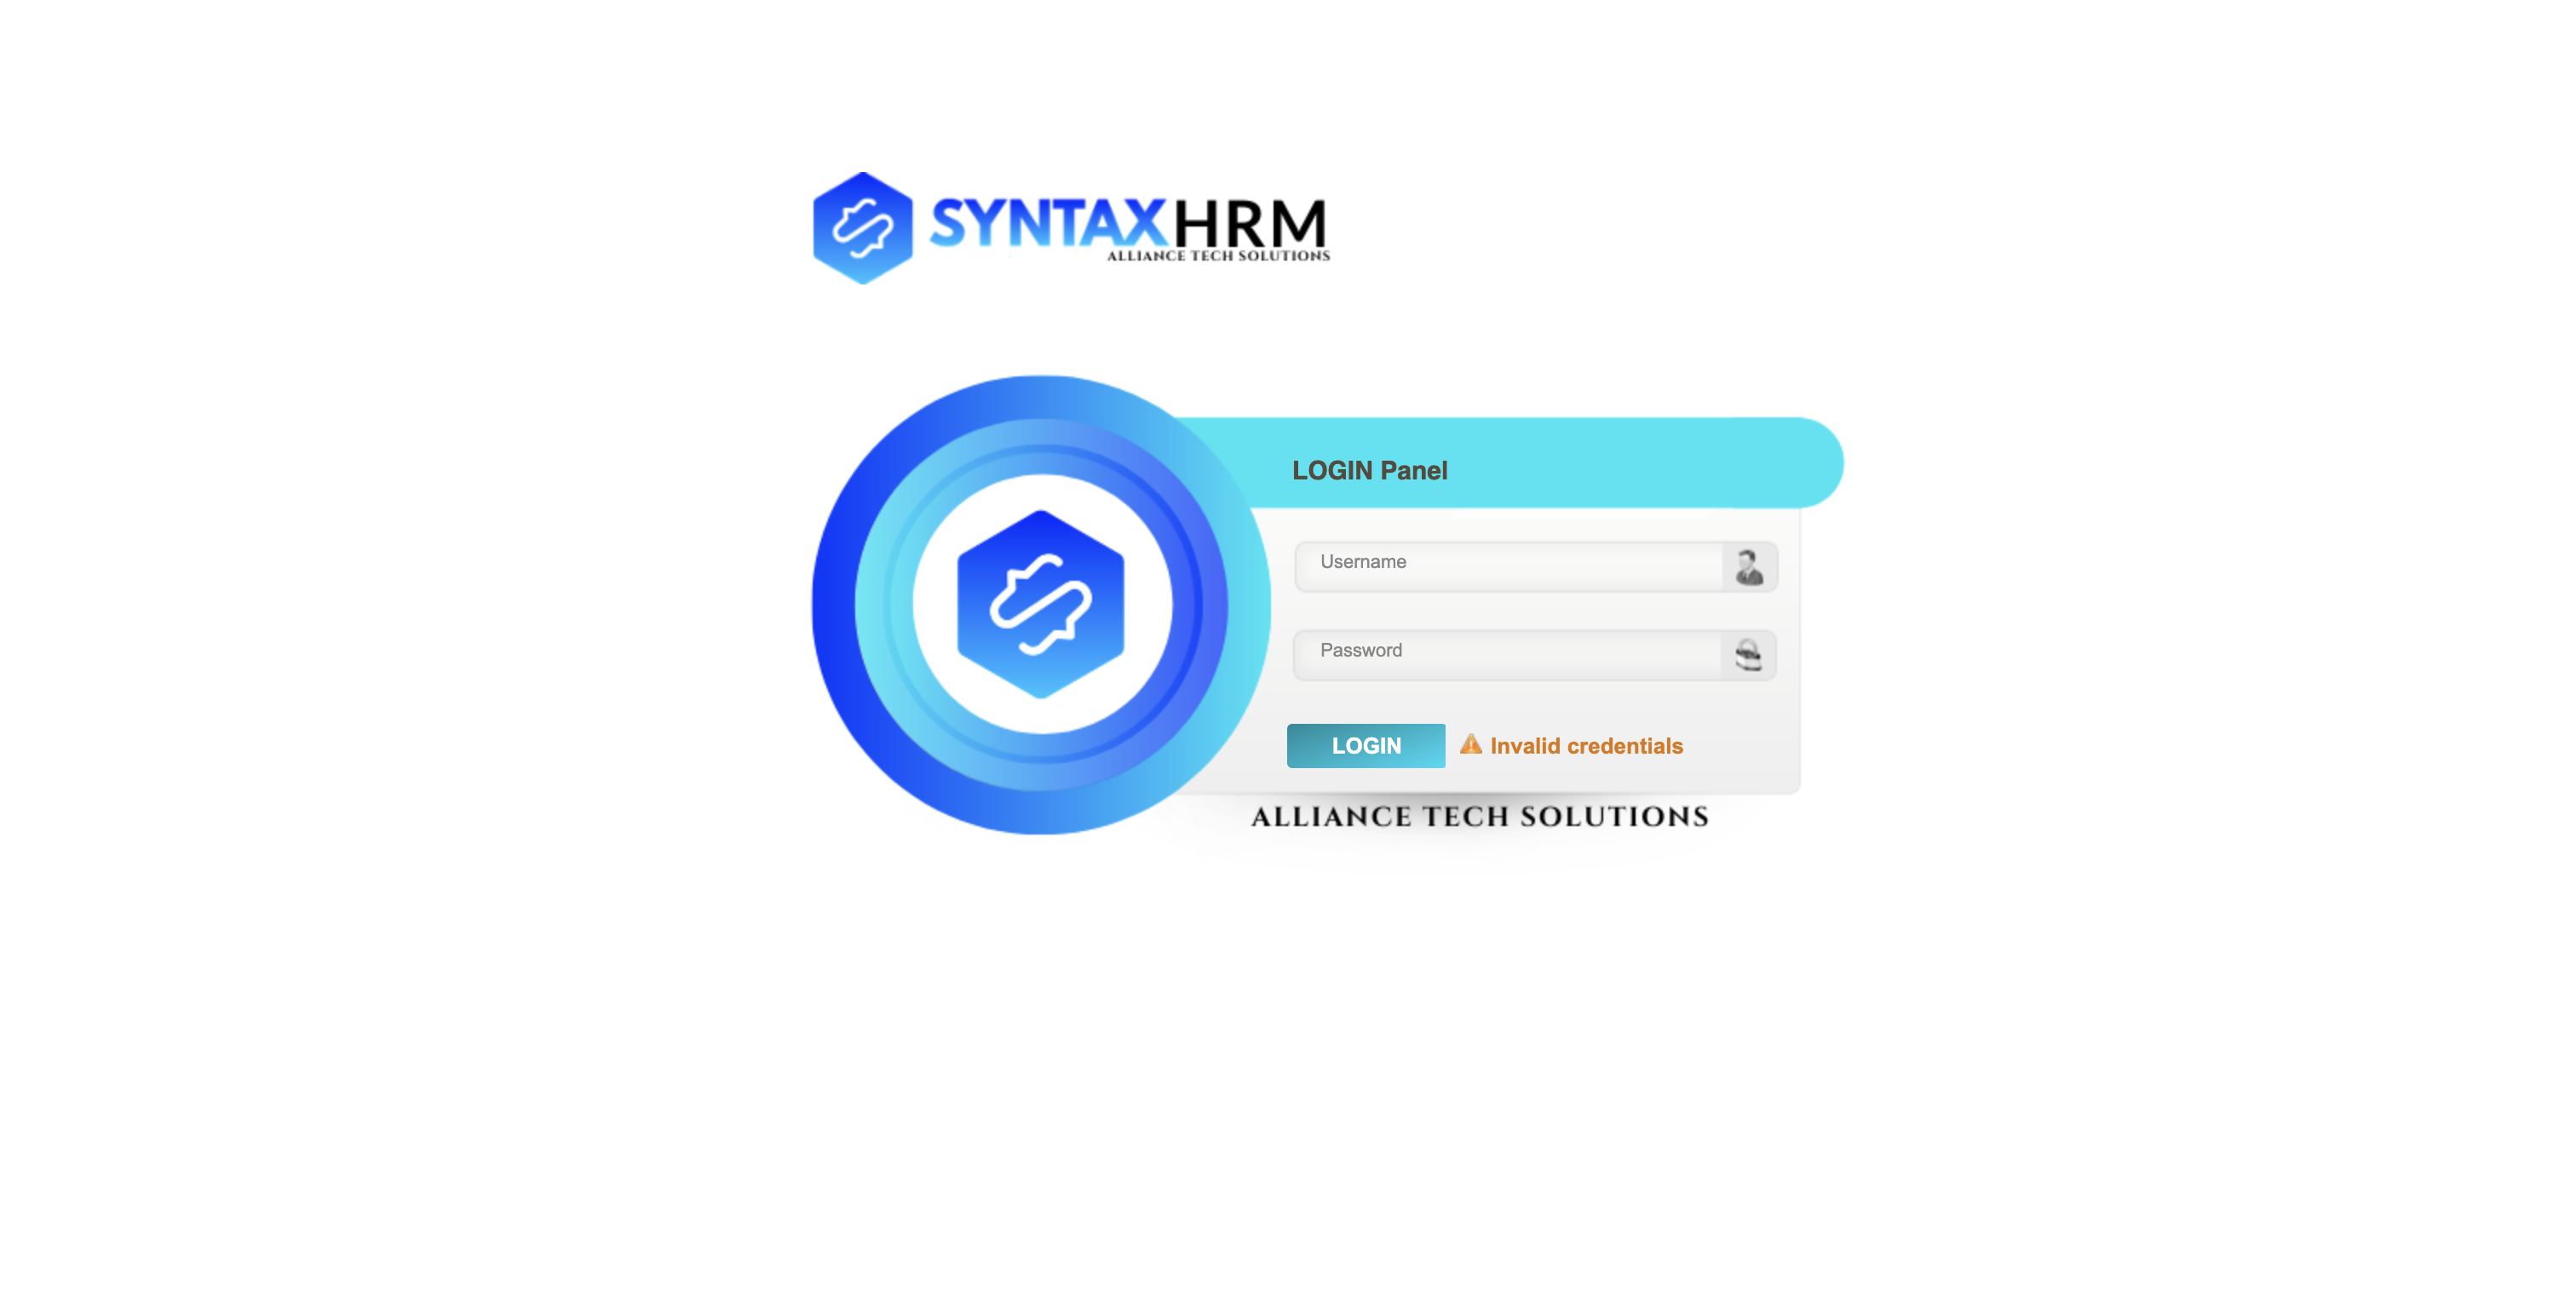 SYNTAXHRM
ALLIANCE TECH SOLUTIONS
LOGIN Panel
Username
Password
LOGIN
Invalid credentials
ALLIANCE TECH SOLUTIONS